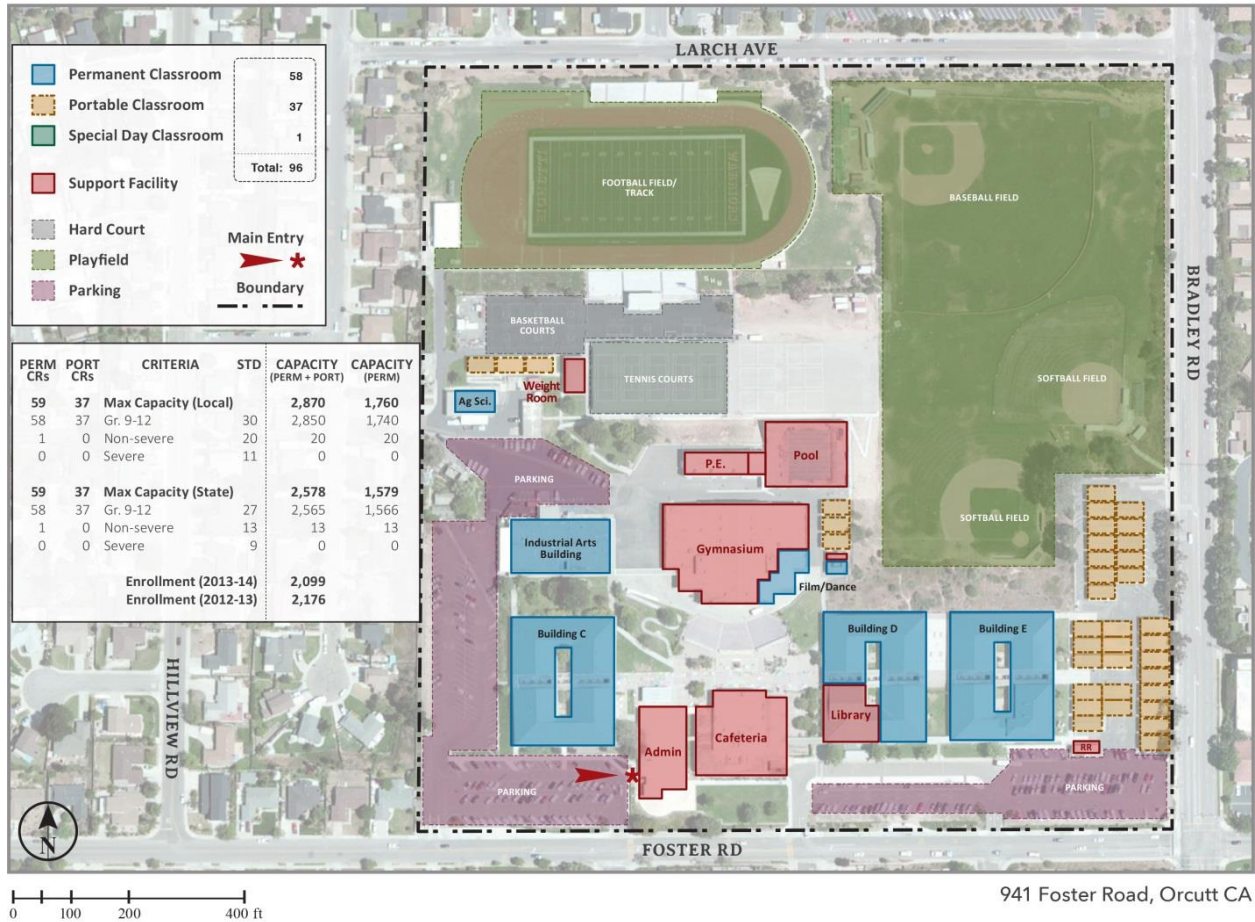 LARCH AVE
Permanent Classroom 58
Portable Classroom 37
Special Day Classroom 1
Total: 96
Support Facility
Hard Court
Playfield
Parking
Main Entry
*
Boundary
PERM CRs PORT CRs CRITERIA STD CAPACITY (PERM + PORT) CAPACITY (PERM)
59 37 Max Capacity (Local) 2,870 1,760
58 37 Gr. 9-12 30 2,850 1,740
1 0 Non-severe 20 20 20
0 0 Severe 11 0 0
59 37 Max Capacity (State) 2,578 1,579
58 37 Gr. 9-12 27 2,565 1,566
1 0 Non-severe 13 13 13
0 0 Severe 9 0 0
Enrollment (2013-14) 2,099
Enrollment (2012-13) 2,176
FOOTBALL FIELD/
TRACK
BASEBALL FIELD
BRADLEY RD
BASKETBALL
COURTS
TENNIS COURTS
SOFTBALL FIELD
Weight
Room
Ag Sci.
P.E.
Pool
PARKING
SOFTBALL FIELD
Industrial Arts
Building
Gymnasium
Film/Dance
Building C
Building D
Building E
HILLVIEW RD
Library
Admin
Cafeteria
RR
*
PARKING
PARKING
N
FOSTER RD
0 100 200 400 ft
941 Foster Road, Orcutt CA